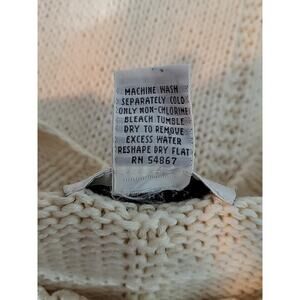 MACHINE WASH
SEPARATELY COLD
ONLY NON-CHLORINE
BLEACH TUMBLE
DRY TO REMOVE
EXCESS WATER
RESHAPE DRY FLAT
RN 54867